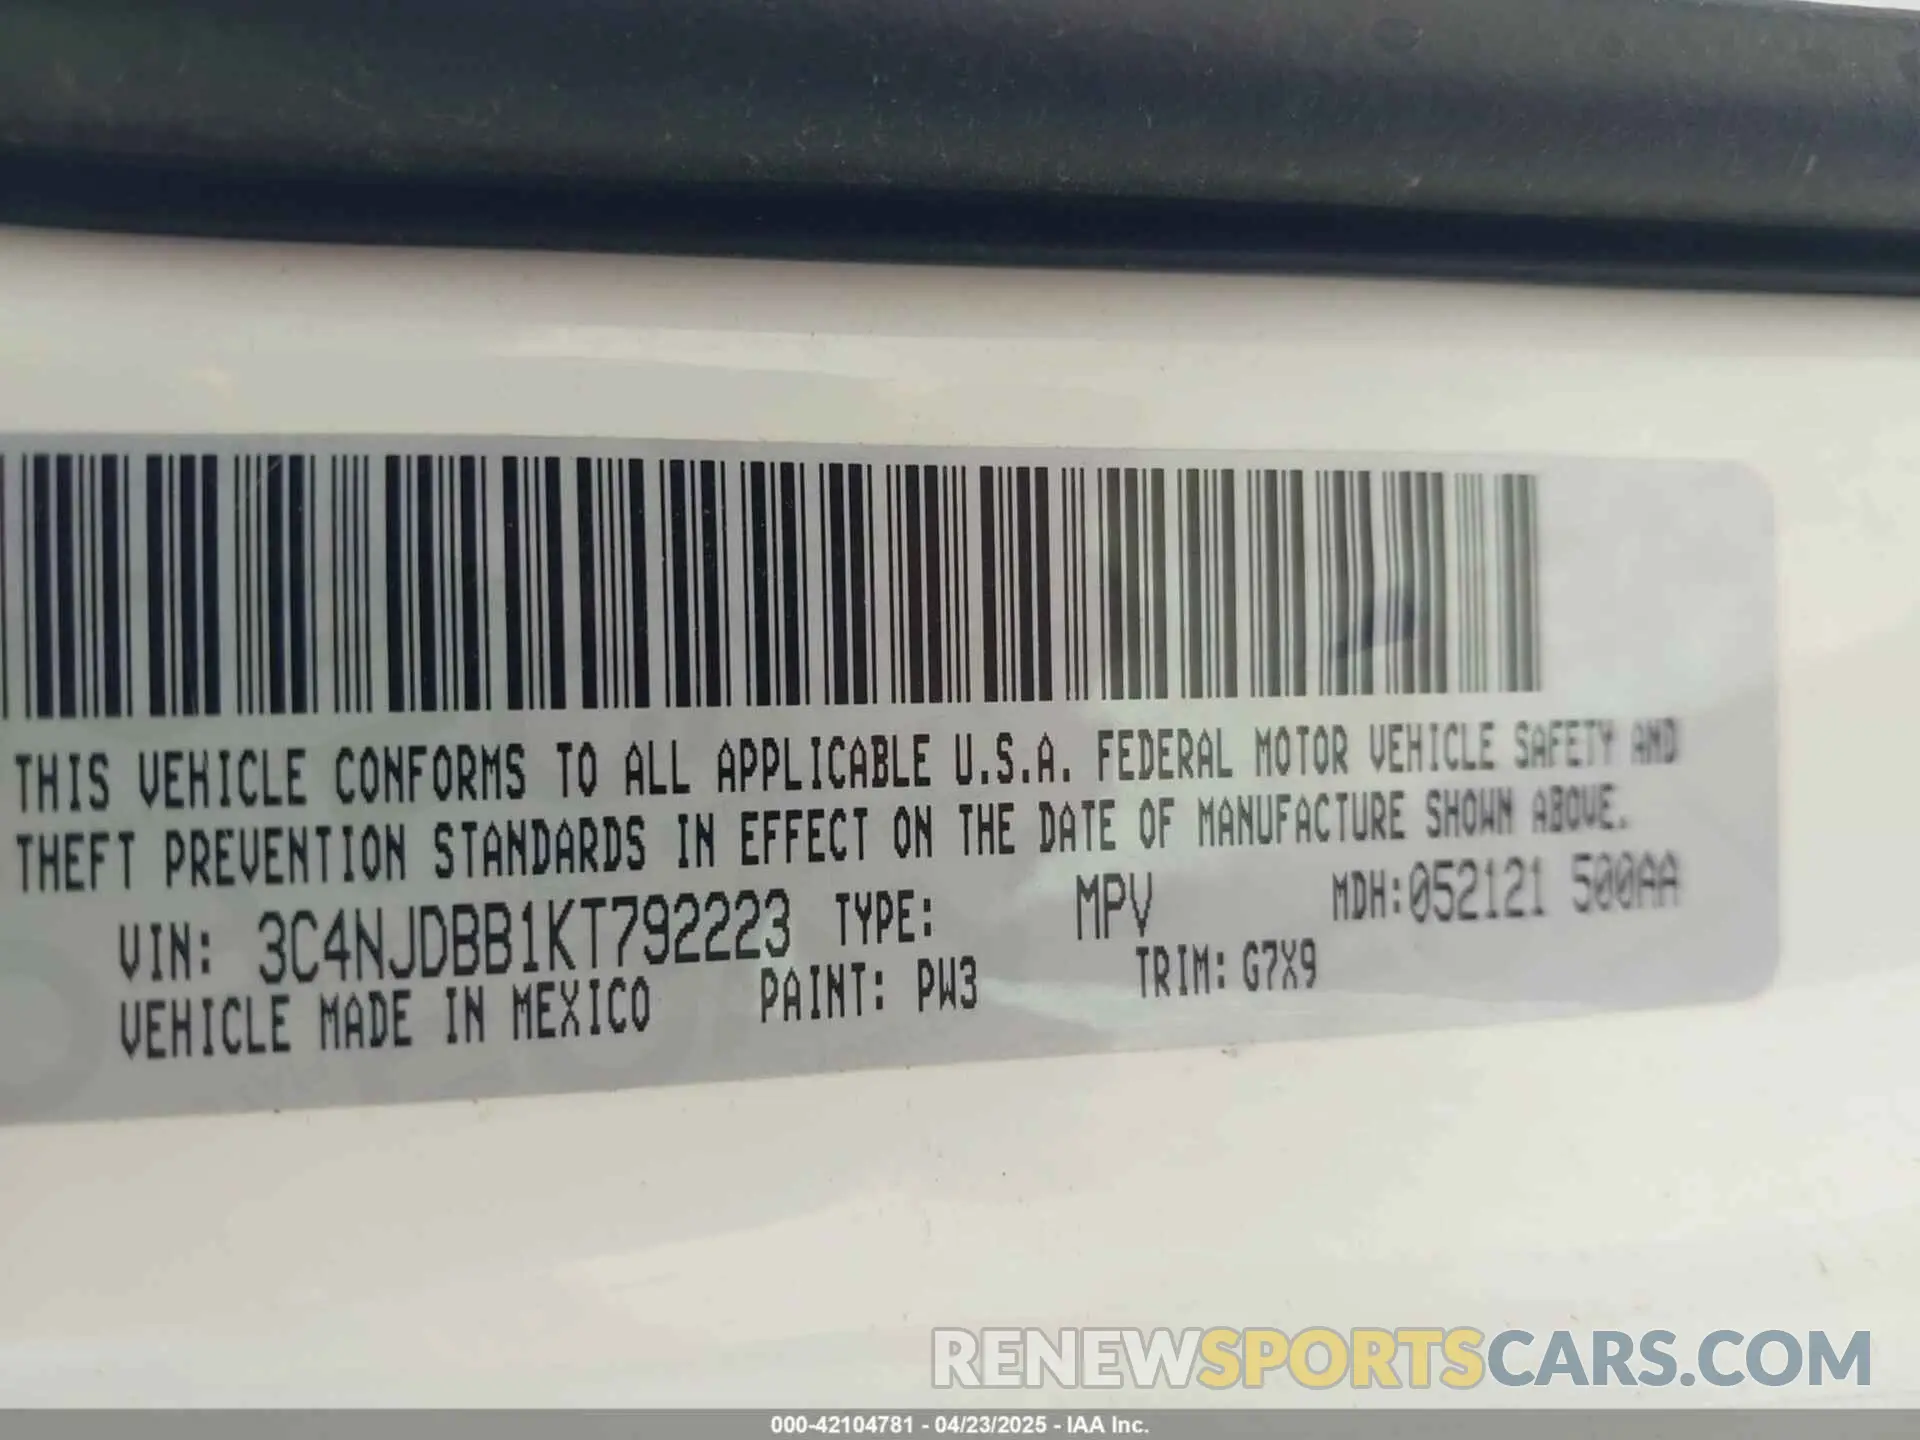 THIS VEHICLE CONFORMS TO ALL APPLICABLE U.S.A. FEDERAL MOTOR VEHICLE SAFETY AND
THEFT PREVENTION STANDARDS IN EFFECT ON THE DATE OF MANUFACTURE SHOWN ABOVE.
VIN: 3C4NJDBB1KT792223 TYPE: MPV MDH:052121 500AA
VEHICLE MADE IN MEXICO PAINT: PW3 TRIM: G7X9
RENEWSPORTSCARS.COM
000-42104781 - 04/23/2025 - IAA Inc.